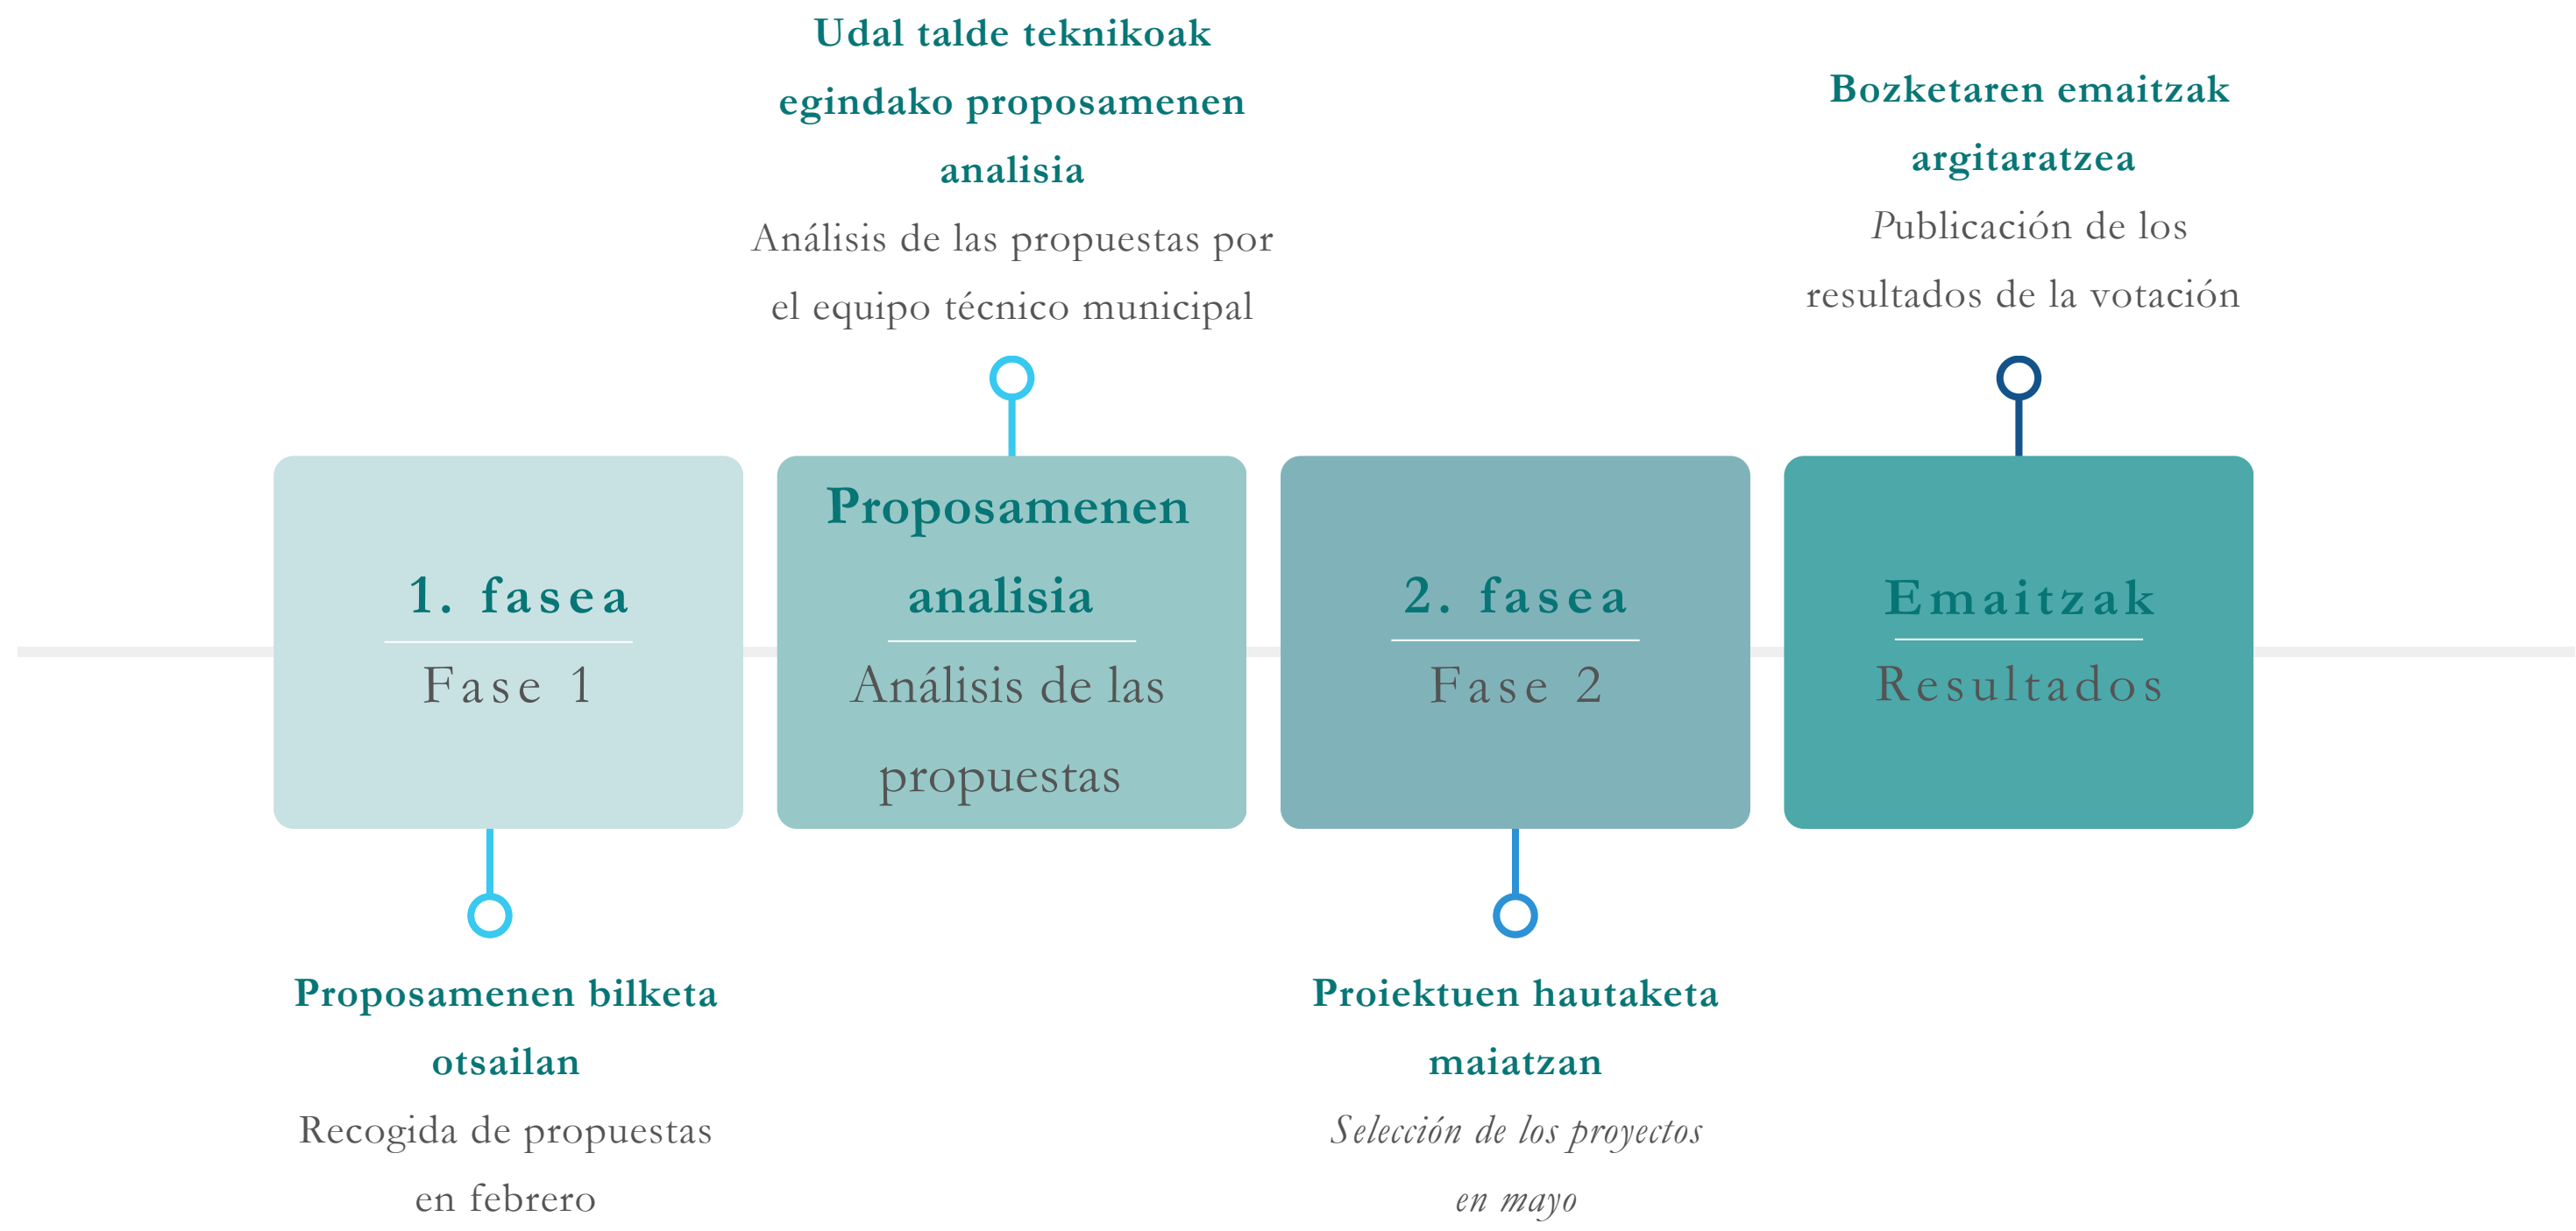 Udal talde teknikoak
egindako proposamenen
analisia
Análisis de las propuestas por
el equipo técnico municipal
Bozketaren emaitzak
argitaratzea
Publicación de los
resultados de la votación
1. fasea
Fase 1
Proposamenen
analisia
Análisis de las
propuestas
2. fasea
Fase 2
Emaitzak
Resultados
Proposamenen bilketa
otsailan
Recogida de propuestas
en febrero
Proiektuen hautaketa
maiatzan
Selección de los proyectos
en mayo